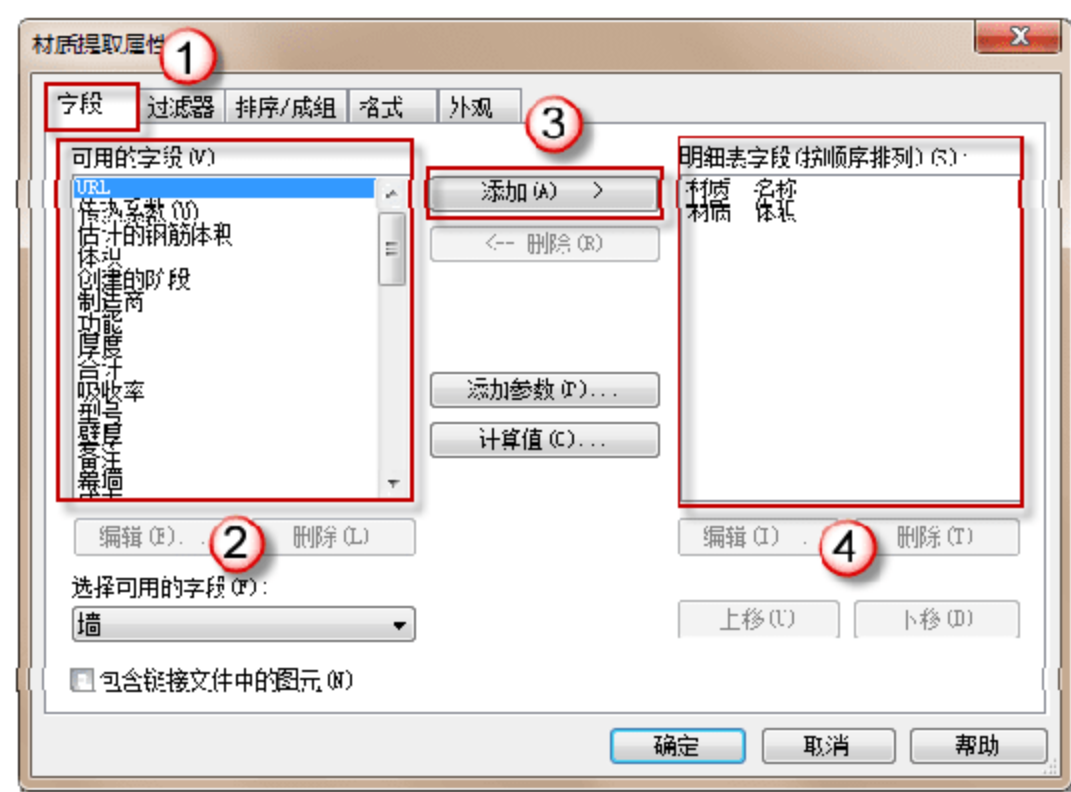 材质提取属性
1
字段 过滤器 排序/成组 格式 外观
3
可用的字段(V)
明细表字段(按顺序排列)(S):
URL
传热系数(U)
估计的钢筋体积
体积
创建的阶段
制造商
功能
厚度
合计
吸收率
型号
壁厚
备注
幕墙
添加(A) >
<-- 删除(R)
添加参数(P)...
计算值(C)...
材质 名称
材质 体积
编辑(E)...
删除(L)
2
编辑(I)
删除(T)
4
选择可用的字段(F):
墙
上移(U)
下移(D)
包含链接文件中的图元(N)
确定 取消 帮助